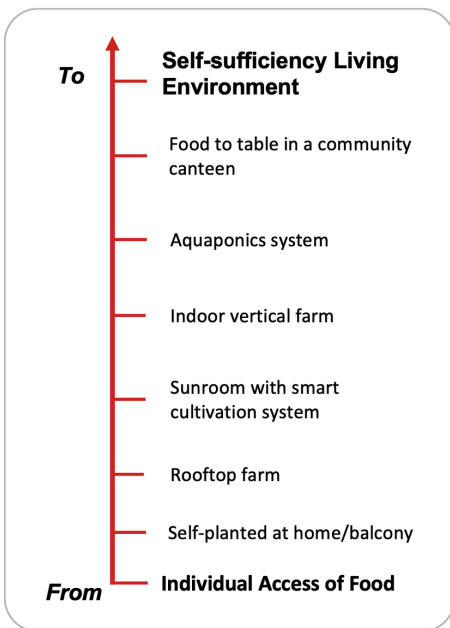 To
Self-sufficiency Living
Environment
Food to table in a community
canteen
Aquaponics system
Indoor vertical farm
Sunroom with smart
cultivation system
Rooftop farm
Self-planted at home/balcony
From
Individual Access of Food